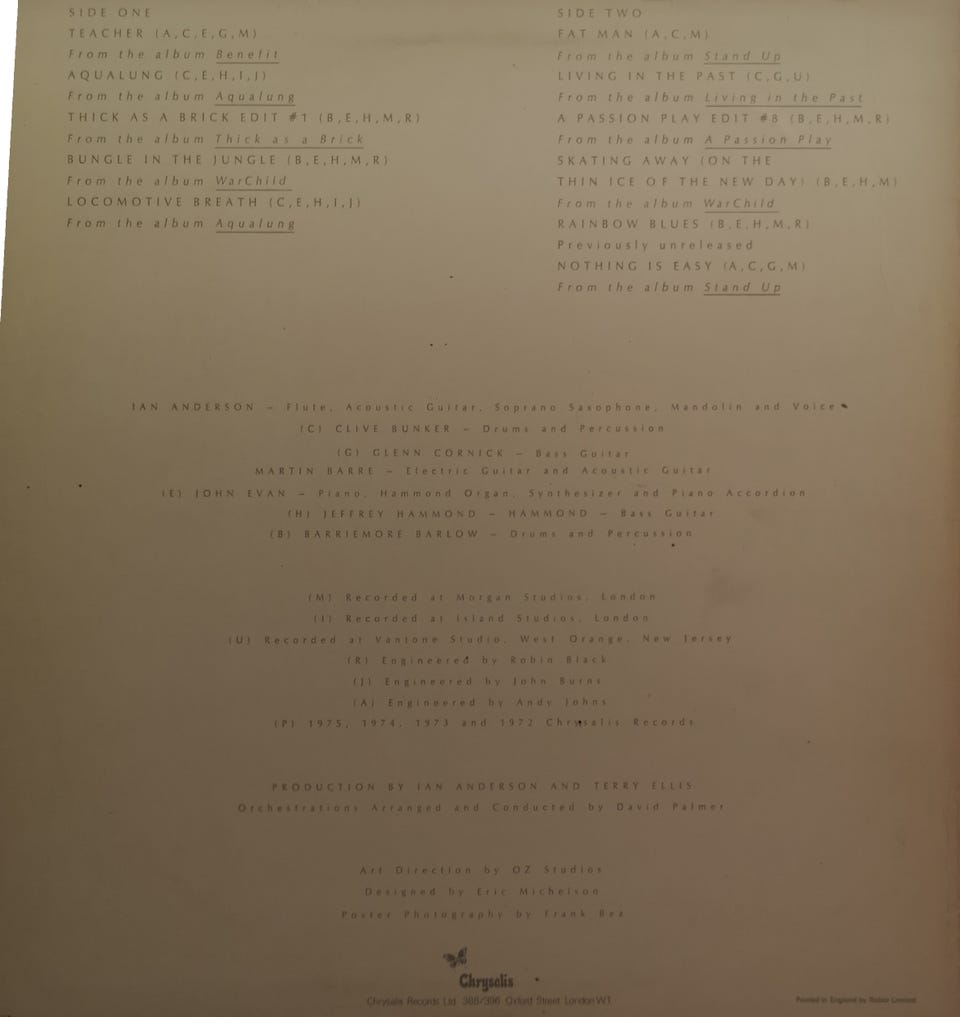 SIDE ONE
TEACHER (A,C,E,G,M)
From the album Benefit
AQUALUNG (C,E,H,I,J)
From the album Aqualung
THICK AS A BRICK EDIT #1 (B,E,H,M,R)
From the album Thick as a Brick
BUNGLE IN THE JUNGLE (B,E,H,M,R)
From the album WarChild
LOCOMOTIVE BREATH (C,E,H,I,J)
From the album Aqualung
SIDE TWO
FAT MAN (A,C,M)
From the album Stand Up
LIVING IN THE PAST (C,G,U)
From the album Living in the Past
A PASSION PLAY EDIT #8 (B,E,H,M,R)
From the album A Passion Play
SKATING AWAY (ON THE
THIN ICE OF THE NEW DAY) (B,E,H,M)
From the album WarChild
RAINBOW BLUES (B,E,H,M,R)
Previously unreleased
NOTHING IS EASY (A,C,G,M)
From the album Stand Up
IAN ANDERSON – Flute, Acoustic Guitar, Soprano Saxophone, Mandolin and Voice
(C) CLIVE BUNKER – Drums and Percussion
(G) GLENN CORNICK – Bass Guitar
MARTIN BARRE – Electric Guitar and Acoustic Guitar
(E) JOHN EVAN – Piano, Hammond Organ, Synthesizer and Piano Accordion
(H) JEFFREY HAMMOND – HAMMOND – Bass Guitar
(B) BARRIEMORE BARLOW – Drums and Percussion
(M) Recorded at Morgan Studios, London
(I) Recorded at Island Studios, London
(U) Recorded at Vantone Studio, West Orange, New Jersey
(R) Engineered by Robin Black
(J) Engineered by John Burns
(A) Engineered by Andy Johns
(P) 1975, 1974, 1973 and 1972 Chrysalis Records
PRODUCTION BY IAN ANDERSON AND TERRY ELLIS
Orchestrations Arranged and Conducted by David Palmer
Art Direction by OZ Studios
Designed by Eric Michelson
Poster Photography by Frank Bez
Chrysalis
Chrysalis Records Ltd. 388/396 Oxford Street London W1
Printed in England by Robor Limited